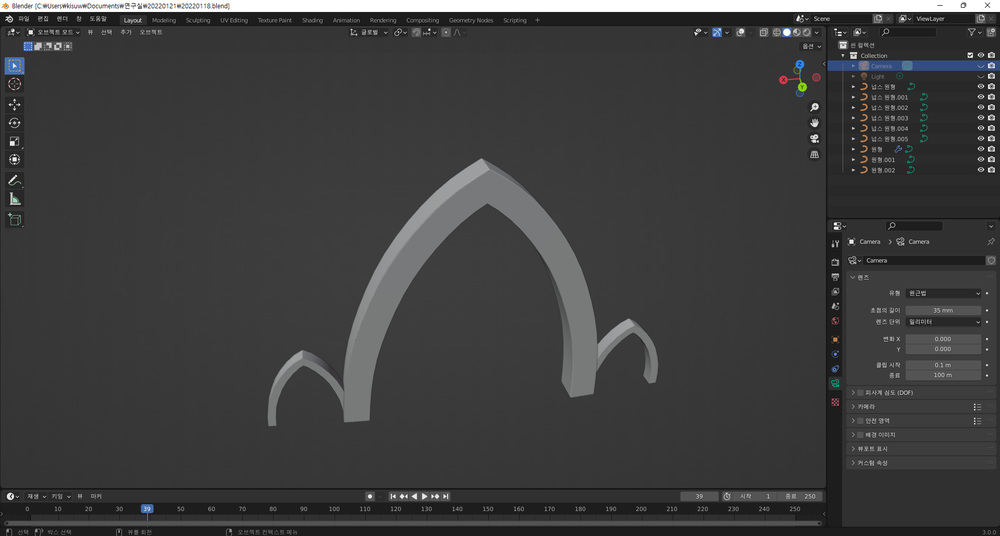 Blender [C:₩Users₩kisuw₩Documents₩연구실₩20220121₩20220118.blend]
파일 편집 렌더 창 도움말 Layout Modeling Sculpting UV Editing Texture Paint Shading Animation Rendering Compositing Geometry Nodes Scripting + Scene ViewLayer
오브젝트 모드 뷰 선택 추가 오브젝트 글로벌
옵션
Z
X
Y
씬 컬렉션
Collection
Camera
Light
넙스 원형
넙스 원형.001
넙스 원형.002
넙스 원형.003
넙스 원형.004
넙스 원형.005
원형
원형.001
원형.002
Camera > Camera
Camera
렌즈
유형 원근법
초점의 길이 35 mm
렌즈 단위 밀리미터
변화 X 0.000
Y 0.000
클립 시작 0.1 m
종료 100 m
피사계 심도 (DOF)
카메라
안전 영역
배경 이미지
뷰포트 표시
커스텀 속성
재생 키잉 뷰 마커 39 시작 1 종료 250
0 10 20 30 39 50 60 70 80 90 100 110 120 130 140 150 160 170 180 190 200 210 220 230 240 250
선택 박스 선택 뷰를 회전 오브젝트 컨텍스트 메뉴 3.0.0